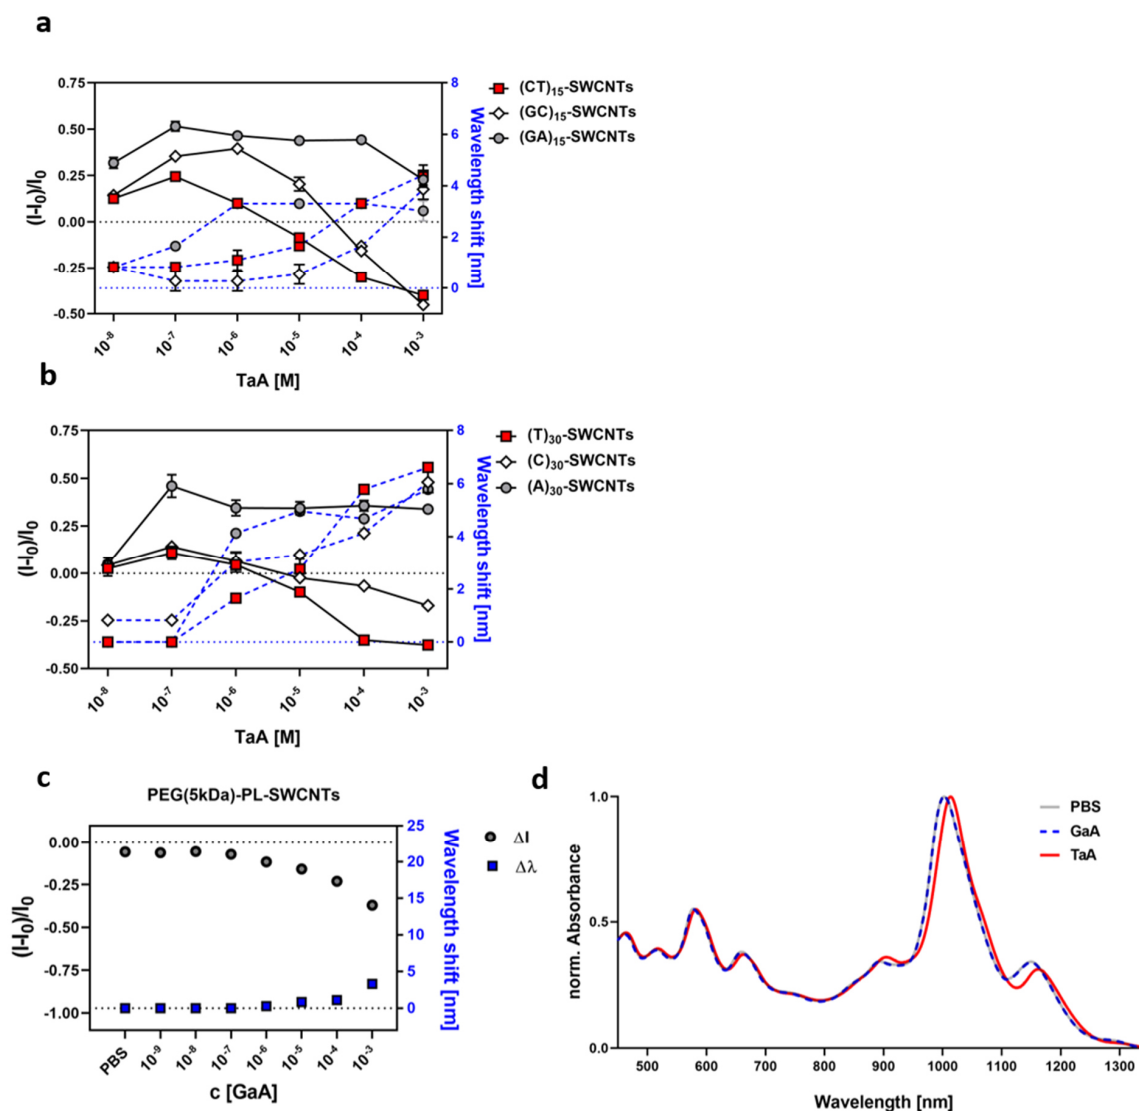 a
0.75
0.50
0.25
0.00
-0.25
-0.50
(I-I₀)/I₀
8
6
4
2
0
Wavelength shift [nm]
(CT)₁₅-SWCNTs
(GC)₁₅-SWCNTs
(GA)₁₅-SWCNTs
10⁻⁸
10⁻⁷
10⁻⁶
10⁻⁵
10⁻⁴
10⁻³
TaA [M]
b
0.75
0.50
0.25
0.00
-0.25
-0.50
(I-I₀)/I₀
8
6
4
2
0
Wavelength shift [nm]
(T)₃₀-SWCNTs
(C)₃₀-SWCNTs
(A)₃₀-SWCNTs
10⁻⁸
10⁻⁷
10⁻⁶
10⁻⁵
10⁻⁴
10⁻³
TaA [M]
c
PEG(5kDa)-PL-SWCNTs
0.00
-0.25
-0.50
-0.75
-1.00
(I-I₀)/I₀
25
20
15
10
5
0
Wavelength shift [nm]
ΔI
Δλ
PBS
10⁻⁹
10⁻⁸
10⁻⁷
10⁻⁶
10⁻⁵
10⁻⁴
10⁻³
c [GaA]
d
1.0
0.5
0.0
norm. Absorbance
PBS
GaA
TaA
500
600
700
800
900
1000
1100
1200
1300
Wavelength [nm]